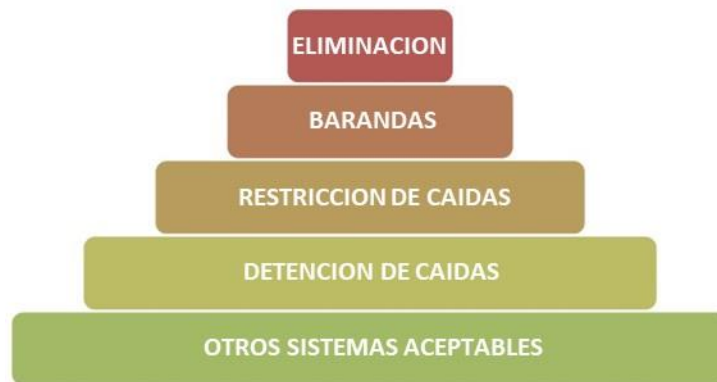 ELIMINACION
BARANDAS
RESTRICCION DE CAIDAS
DETENCION DE CAIDAS
OTROS SISTEMAS ACEPTABLES